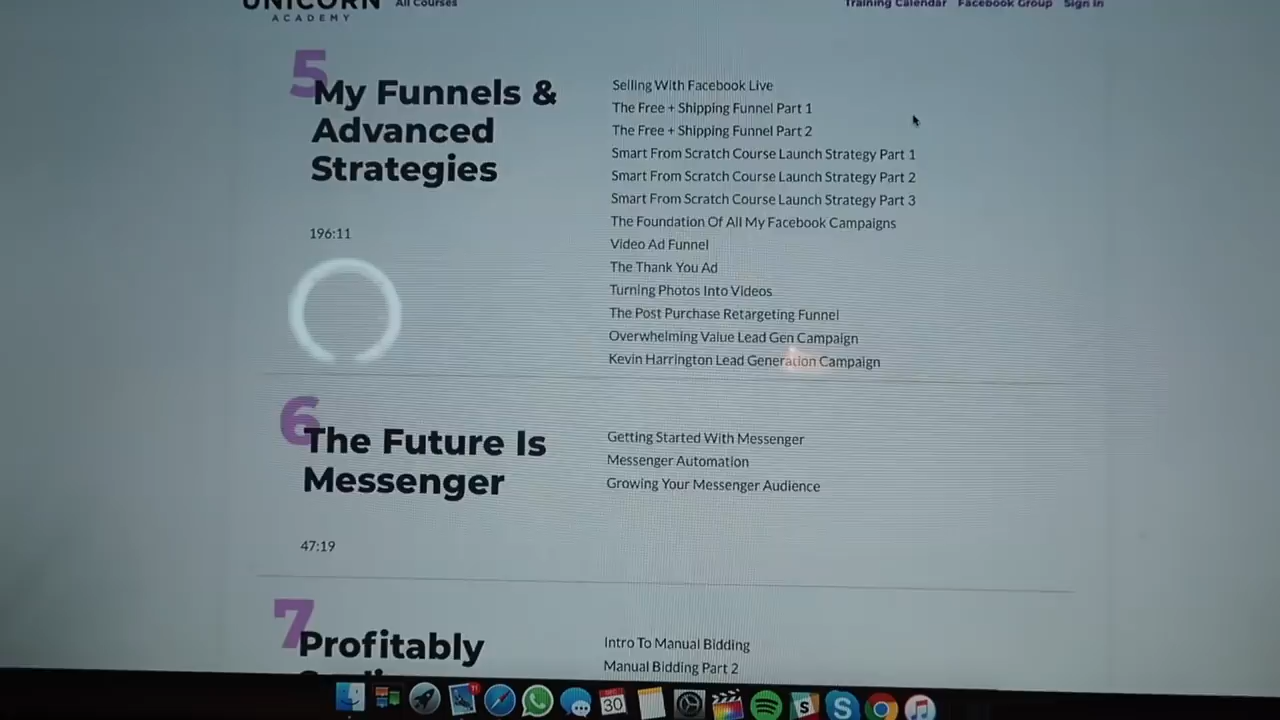 UNICORN
ACADEMY
All Courses
Training Calendar Facebook Group Sign In
5
My Funnels &
Advanced
Strategies
196:11
Selling With Facebook Live
The Free + Shipping Funnel Part 1
The Free + Shipping Funnel Part 2
Smart From Scratch Course Launch Strategy Part 1
Smart From Scratch Course Launch Strategy Part 2
Smart From Scratch Course Launch Strategy Part 3
The Foundation Of All My Facebook Campaigns
Video Ad Funnel
The Thank You Ad
Turning Photos Into Videos
The Post Purchase Retargeting Funnel
Overwhelming Value Lead Gen Campaign
Kevin Harrington Lead Generation Campaign
6
The Future Is
Messenger
47:19
Getting Started With Messenger
Messenger Automation
Growing Your Messenger Audience
7
Profitably
Intro To Manual Bidding
Manual Bidding Part 2
30
S
S